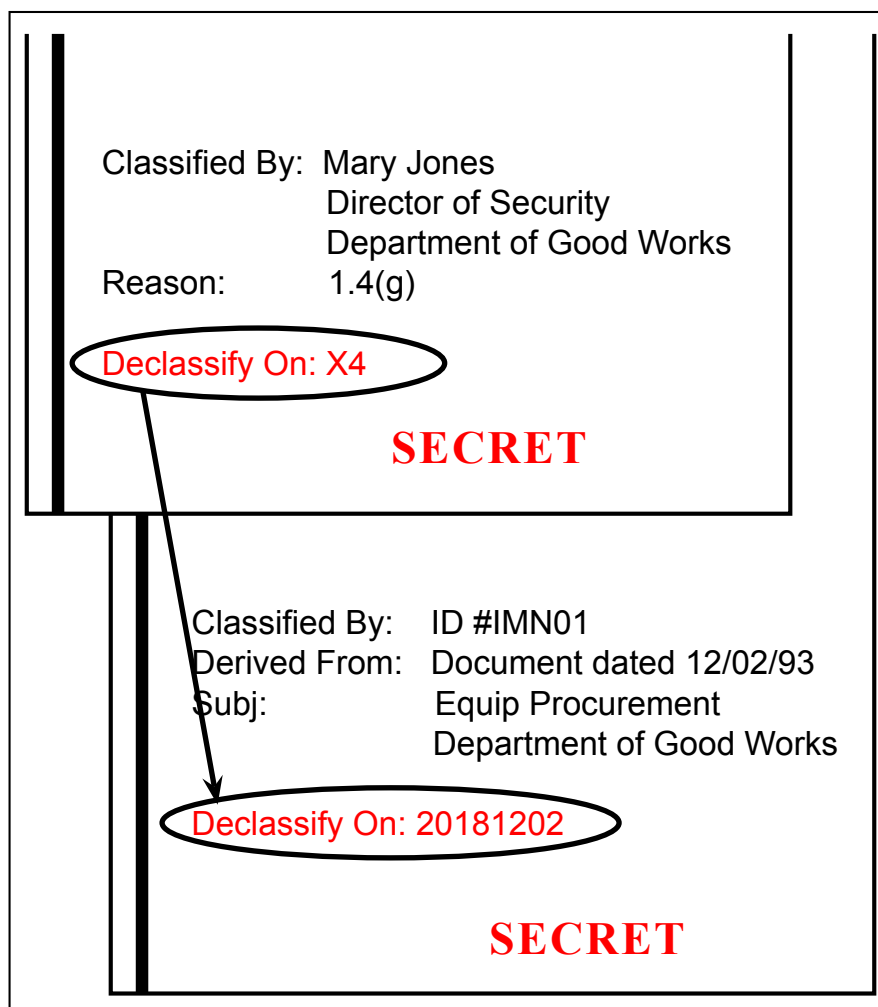 Classified By: Mary Jones
Director of Security
Department of Good Works
Reason: 1.4(g)
Declassify On: X4
SECRET
Classified By: ID #IMN01
Derived From: Document dated 12/02/93
Subj: Equip Procurement
Department of Good Works
Declassify On: 20181202
SECRET